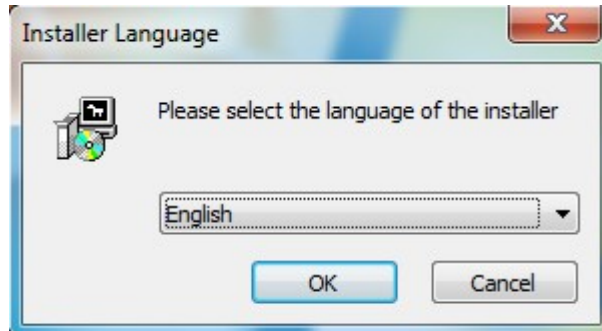 Installer Language
Please select the language of the installer
English
OK
Cancel